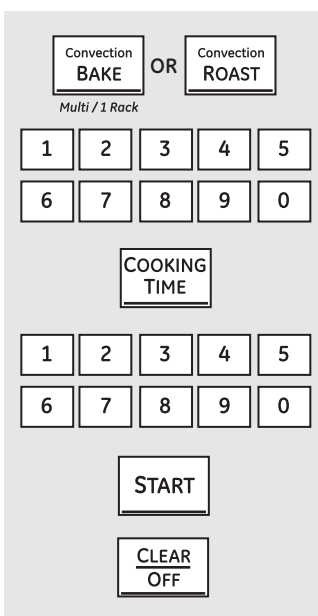 Convection Convection
BAKE OR ROAST
Multi / 1 Rack
1 2 3 4 5
6 7 8 9 0
COOKING
TIME
1 2 3 4 5
6 7 8 9 0
START
CLEAR
OFF